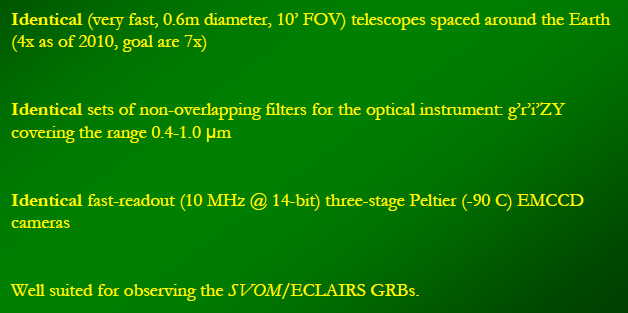 Identical (very fast, 0.6m diameter, 10’ FOV) telescopes spaced around the Earth
(4x as of 2010, goal are 7x)
Identical sets of non-overlapping filters for the optical instrument: g’r’i’ZY
covering the range 0.4-1.0 μm
Identical fast-readout (10 MHz @ 14-bit) three-stage Peltier (-90 C) EMCCD
cameras
Well suited for observing the SVOM/ECLAIRS GRBs.